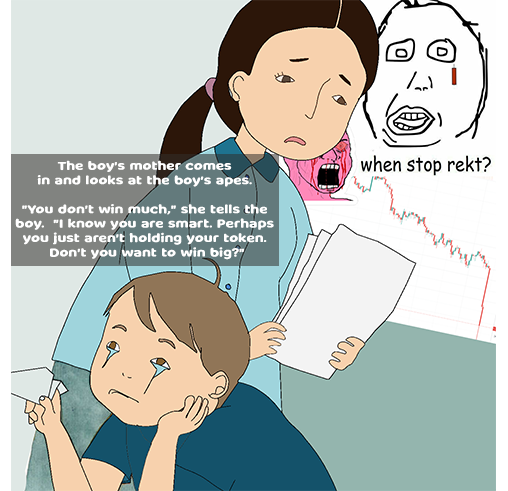 The boy's mother comes
in and looks at the boy's apes.
"You don't win much," she tells the
boy.  "I know you are smart. Perhaps
you just aren't holding your token.
Don't you want to win big?"
when stop rekt?